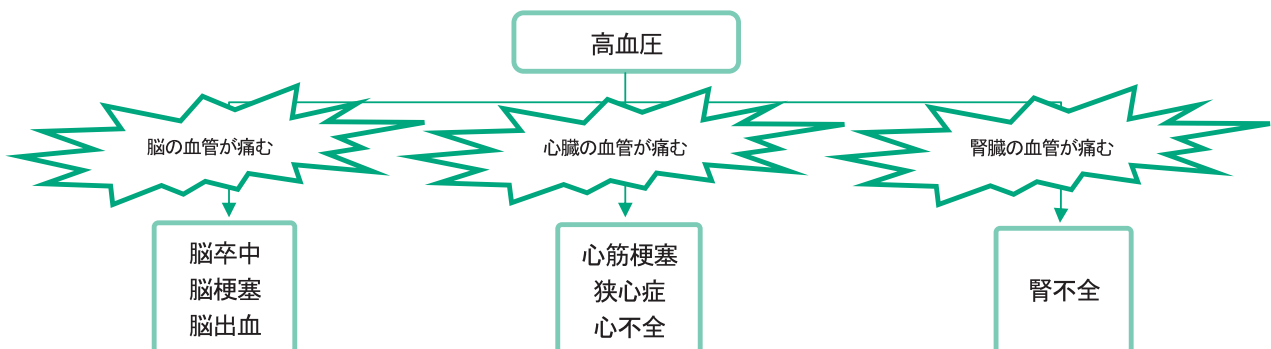 高血圧
脳の血管が痛む
心臓の血管が痛む
腎臓の血管が痛む
脳卒中
脳梗塞
脳出血
心筋梗塞
狭心症
心不全
腎不全